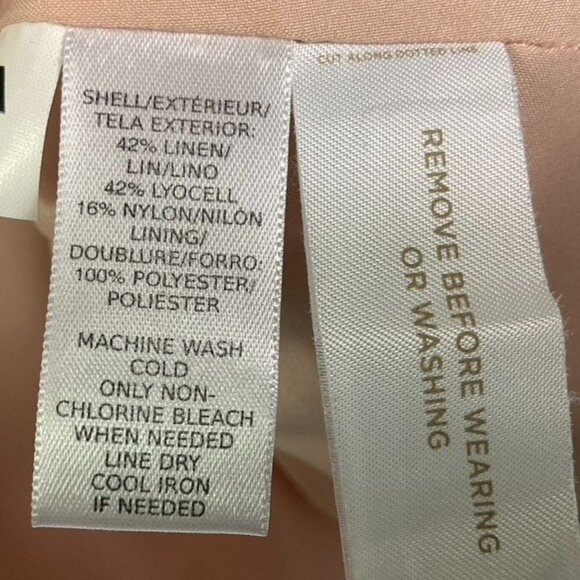 SHELL/EXTÉRIEUR/
TELA EXTERIOR:
42% LINEN/
LIN/LINO
42% LYOCELL
16% NYLON/NILÓN
LINING/
DOUBLURE/FORRO:
100% POLYESTER/
POLIÉSTER
MACHINE WASH
COLD
ONLY NON-
CHLORINE BLEACH
WHEN NEEDED
LINE DRY
COOL IRON
IF NEEDED
CUT ALONG DOTTED LINE
REMOVE BEFORE WEARING
OR WASHING